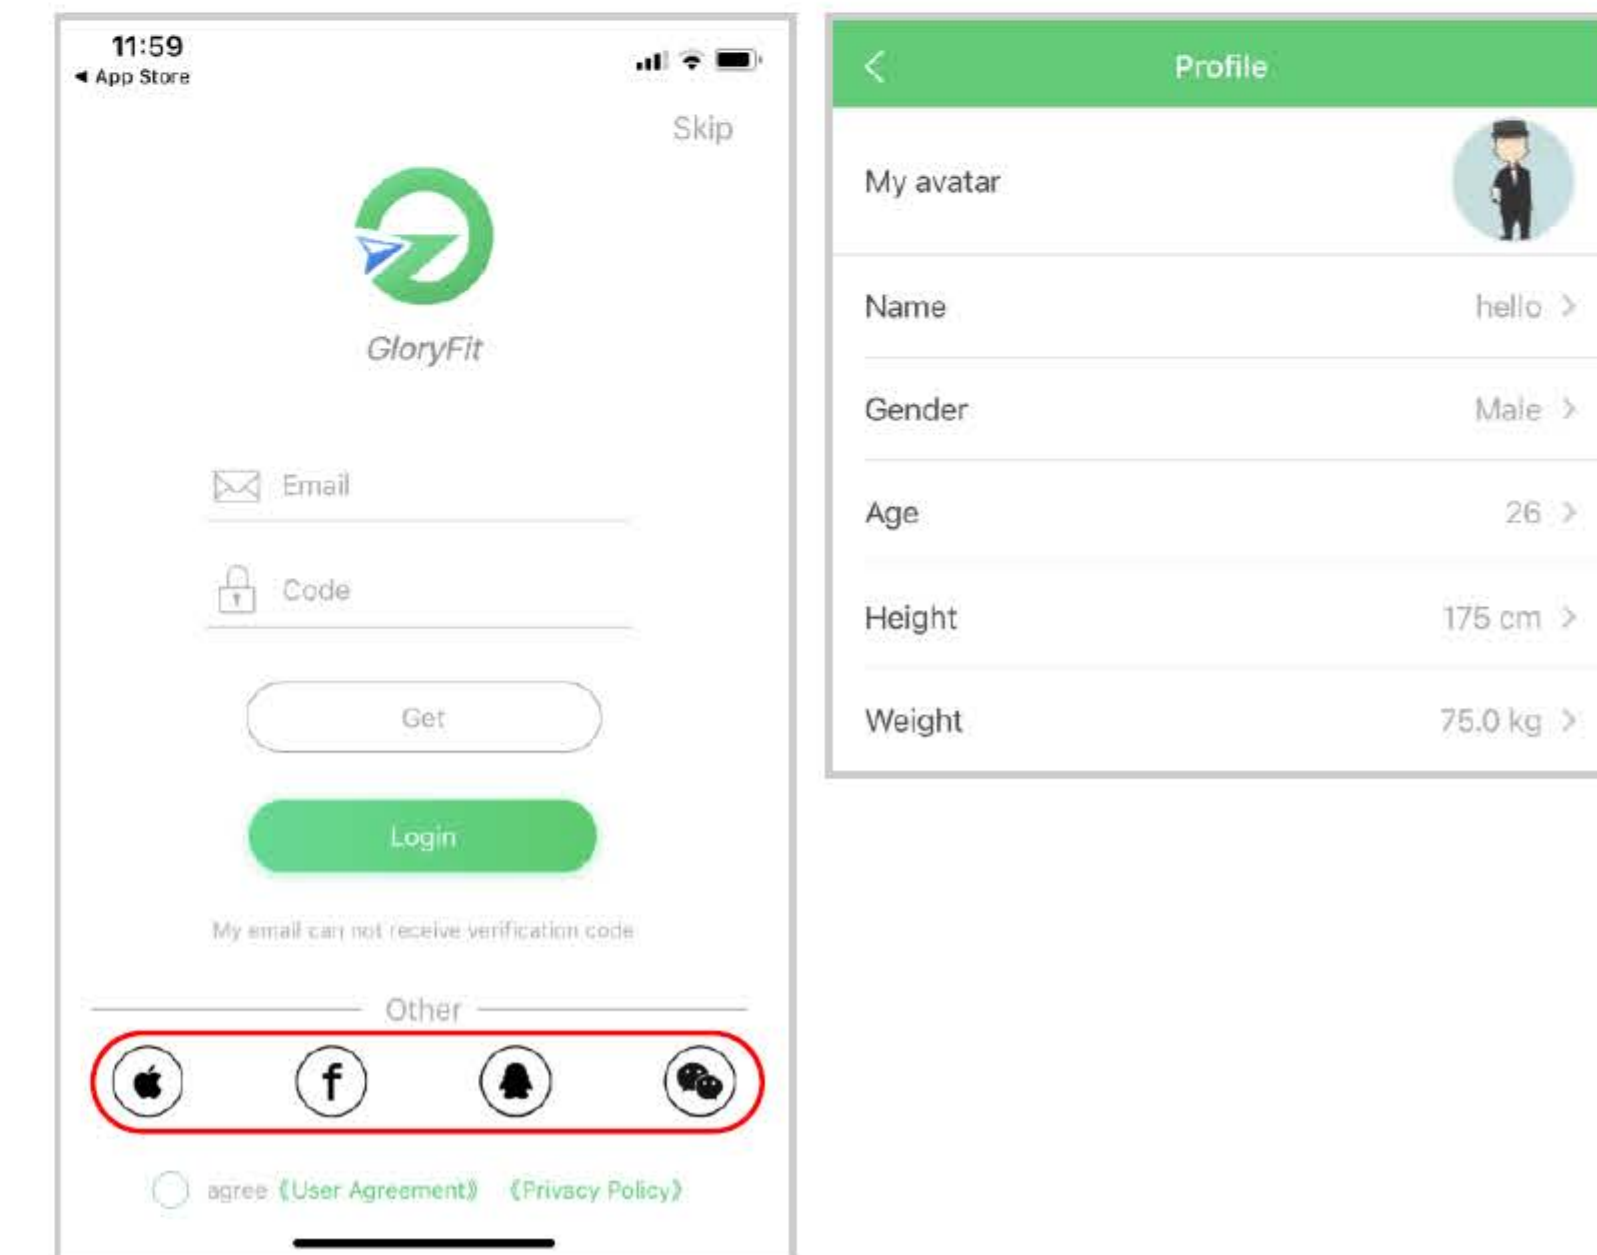 11:59
App Store
Skip
GloryFit
Email
Code
Get
Login
My email can not receive verification code
Other
agree 《User Agreement》 《Privacy Policy》
Profile
My avatar
Name hello
Gender Male
Age 26
Height 175 cm
Weight 75.0 kg